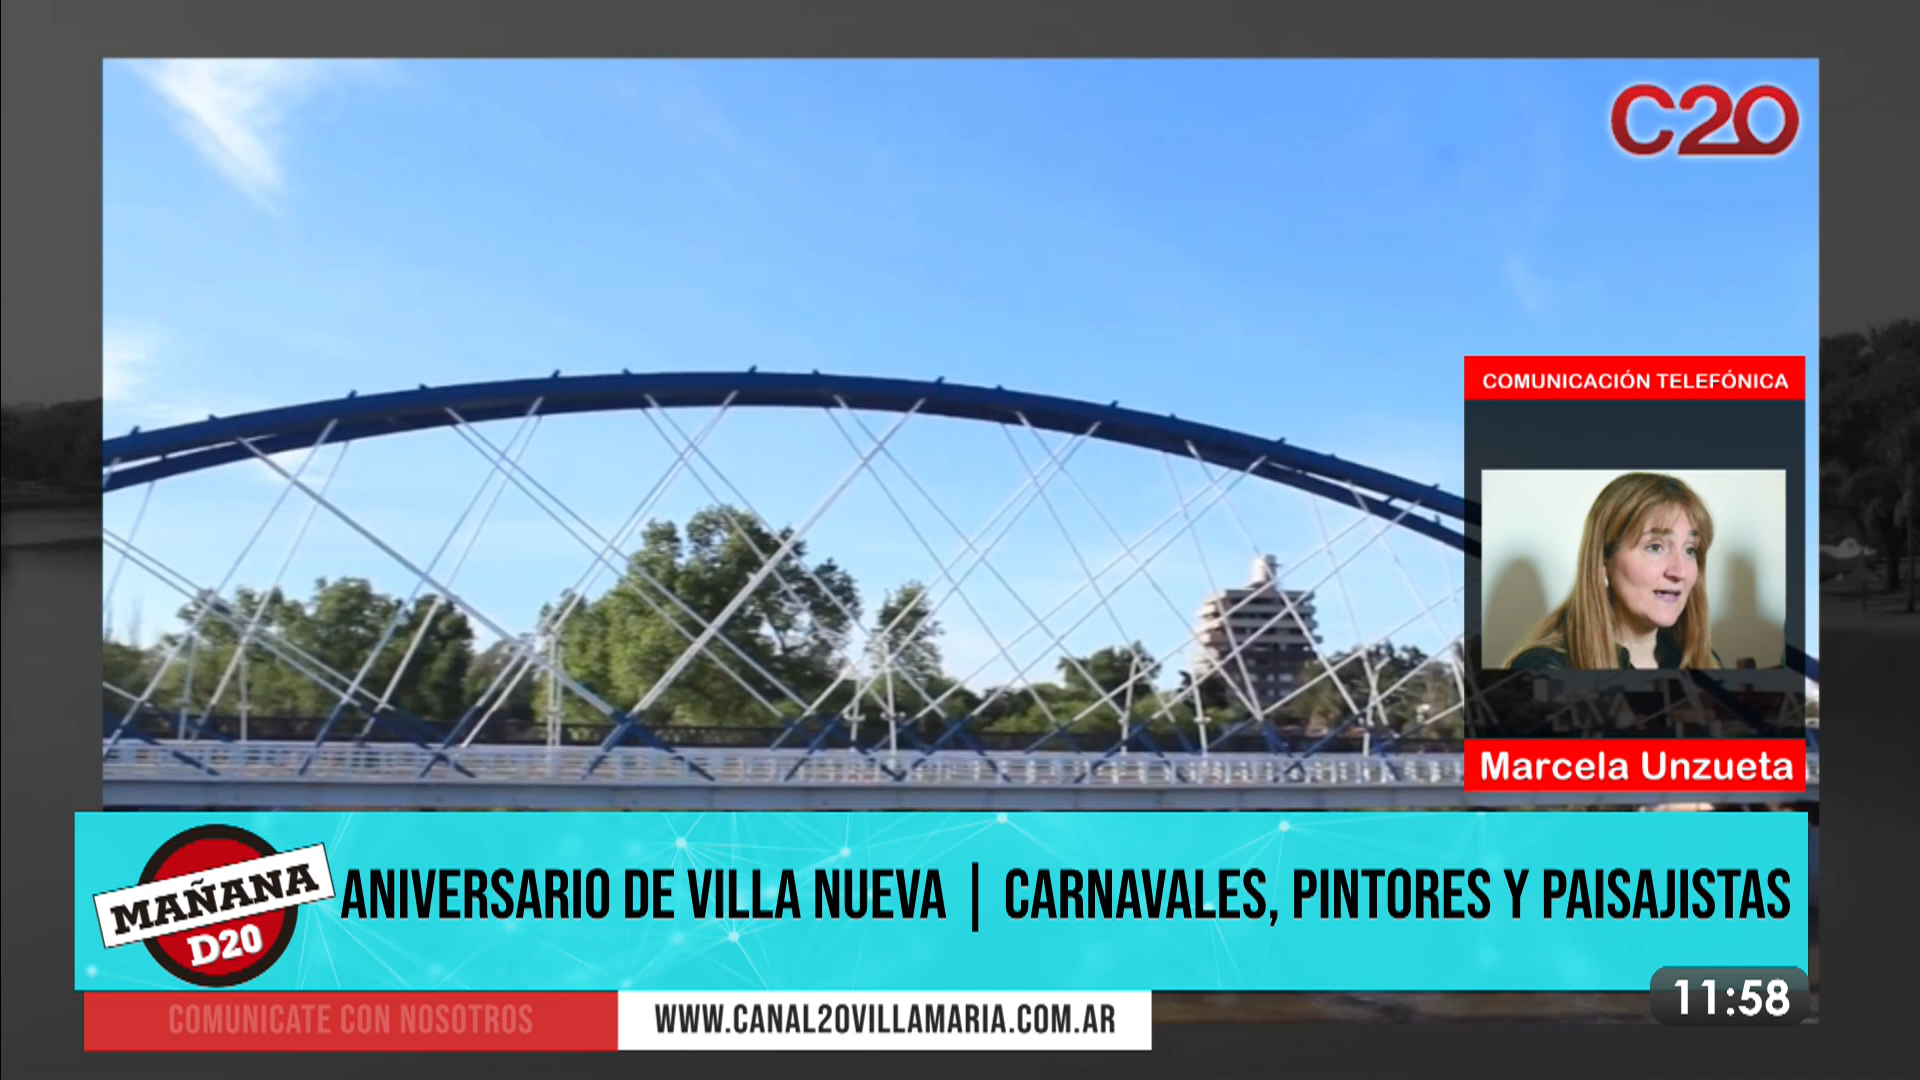 C20
COMUNICACIÓN TELEFÓNICA
Marcela Unzueta
MAÑANA
D20
ANIVERSARIO DE VILLA NUEVA | CARNAVALES, PINTORES Y PAISAJISTAS
COMUNICATE CON NOSOTROS
WWW.CANAL20VILLAMARIA.COM.AR
11:58